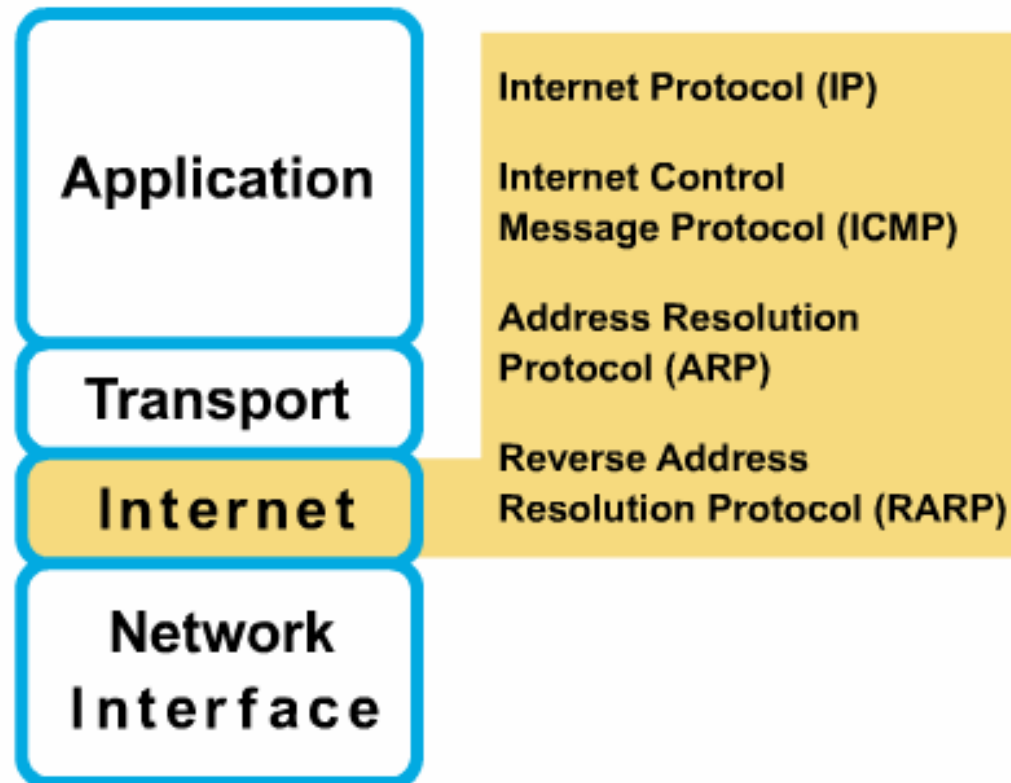 Application
Transport
Internet
Network
Interface
Internet Protocol (IP)
Internet Control
Message Protocol (ICMP)
Address Resolution
Protocol (ARP)
Reverse Address
Resolution Protocol (RARP)